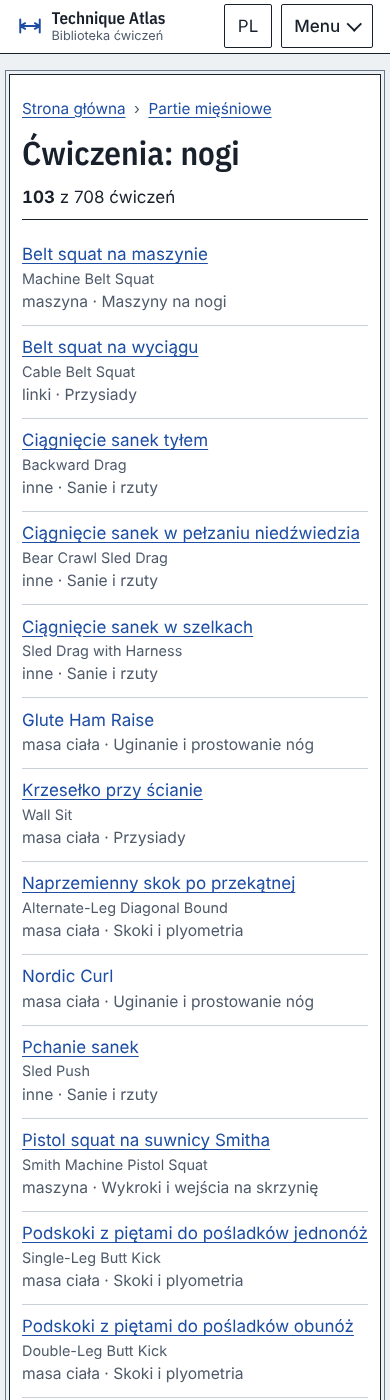 Technique Atlas
Biblioteka ćwiczeń
PL
Menu
Strona główna › Partie mięśniowe
Ćwiczenia: nogi
103 z 708 ćwiczeń
Belt squat na maszynie
Machine Belt Squat
maszyna · Maszyny na nogi
Belt squat na wyciągu
Cable Belt Squat
linki · Przysiady
Ciągnięcie sanek tyłem
Backward Drag
inne · Sanie i rzuty
Ciągnięcie sanek w pełzaniu niedźwiedzia
Bear Crawl Sled Drag
inne · Sanie i rzuty
Ciągnięcie sanek w szelkach
Sled Drag with Harness
inne · Sanie i rzuty
Glute Ham Raise
masa ciała · Uginanie i prostowanie nóg
Krzesełko przy ścianie
Wall Sit
masa ciała · Przysiady
Naprzemienny skok po przekątnej
Alternate-Leg Diagonal Bound
masa ciała · Skoki i plyometria
Nordic Curl
masa ciała · Uginanie i prostowanie nóg
Pchanie sanek
Sled Push
inne · Sanie i rzuty
Pistol squat na suwnicy Smitha
Smith Machine Pistol Squat
maszyna · Wykroki i wejścia na skrzynię
Podskoki z piętami do pośladków jednonóż
Single-Leg Butt Kick
masa ciała · Skoki i plyometria
Podskoki z piętami do pośladków obunóż
Double-Leg Butt Kick
masa ciała · Skoki i plyometria